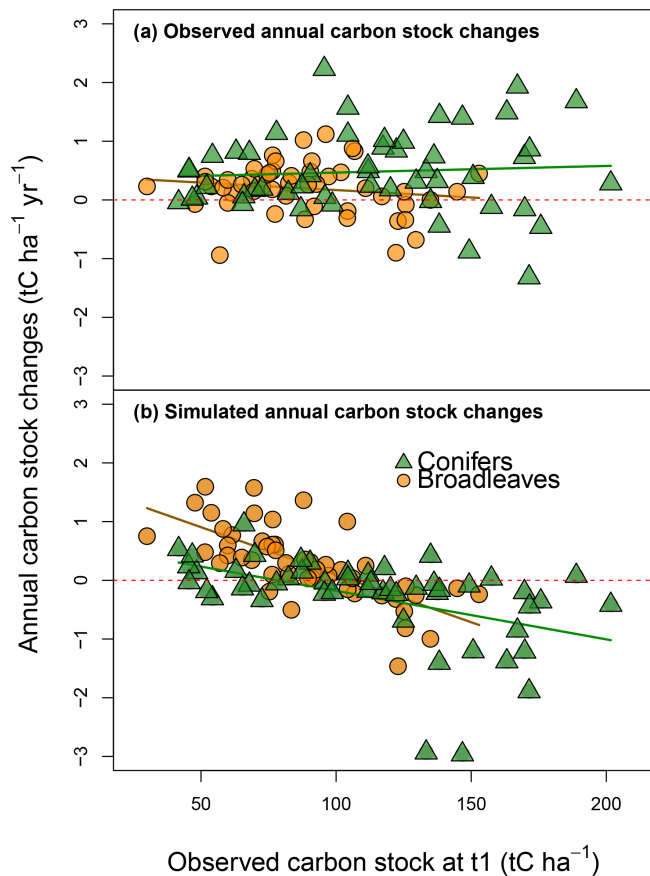 (a) Observed annual carbon stock changes
3
2
1
0
−1
−2
−3
(b) Simulated annual carbon stock changes
Conifers
Broadleaves
3
2
1
0
−1
−2
−3
50 100 150 200
Annual carbon stock changes (tC ha⁻¹ yr⁻¹)
Observed carbon stock at t1 (tC ha⁻¹)